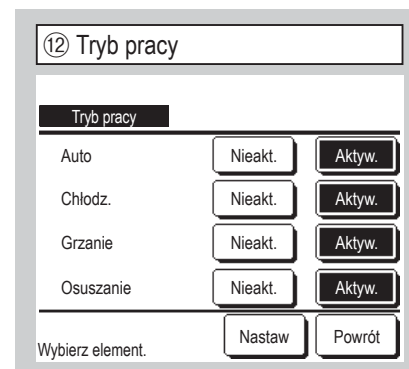 ⑫ Tryb pracy
Tryb pracy
Auto Nieakt. Aktyw.
Chłodz. Nieakt. Aktyw.
Grzanie Nieakt. Aktyw.
Osuszanie Nieakt. Aktyw.
Wybierz element. Nastaw Powrót